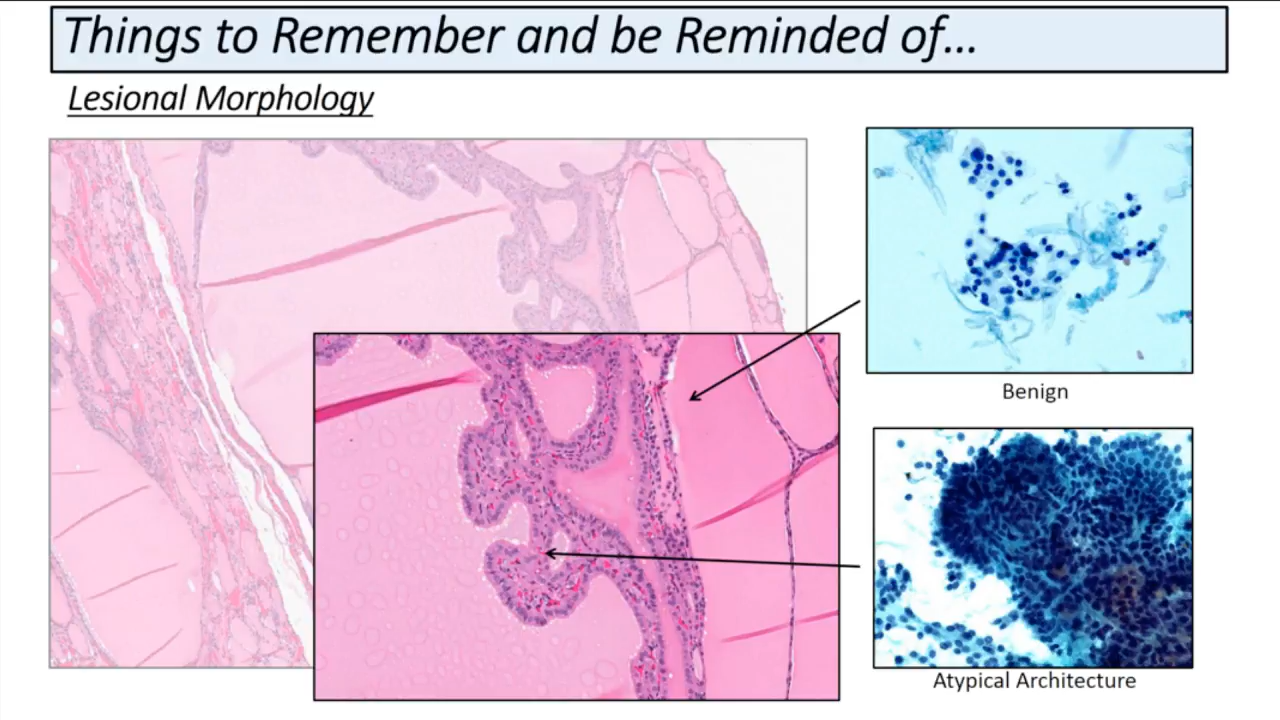 Things to Remember and be Reminded of...
Lesional Morphology
Benign
Atypical Architecture